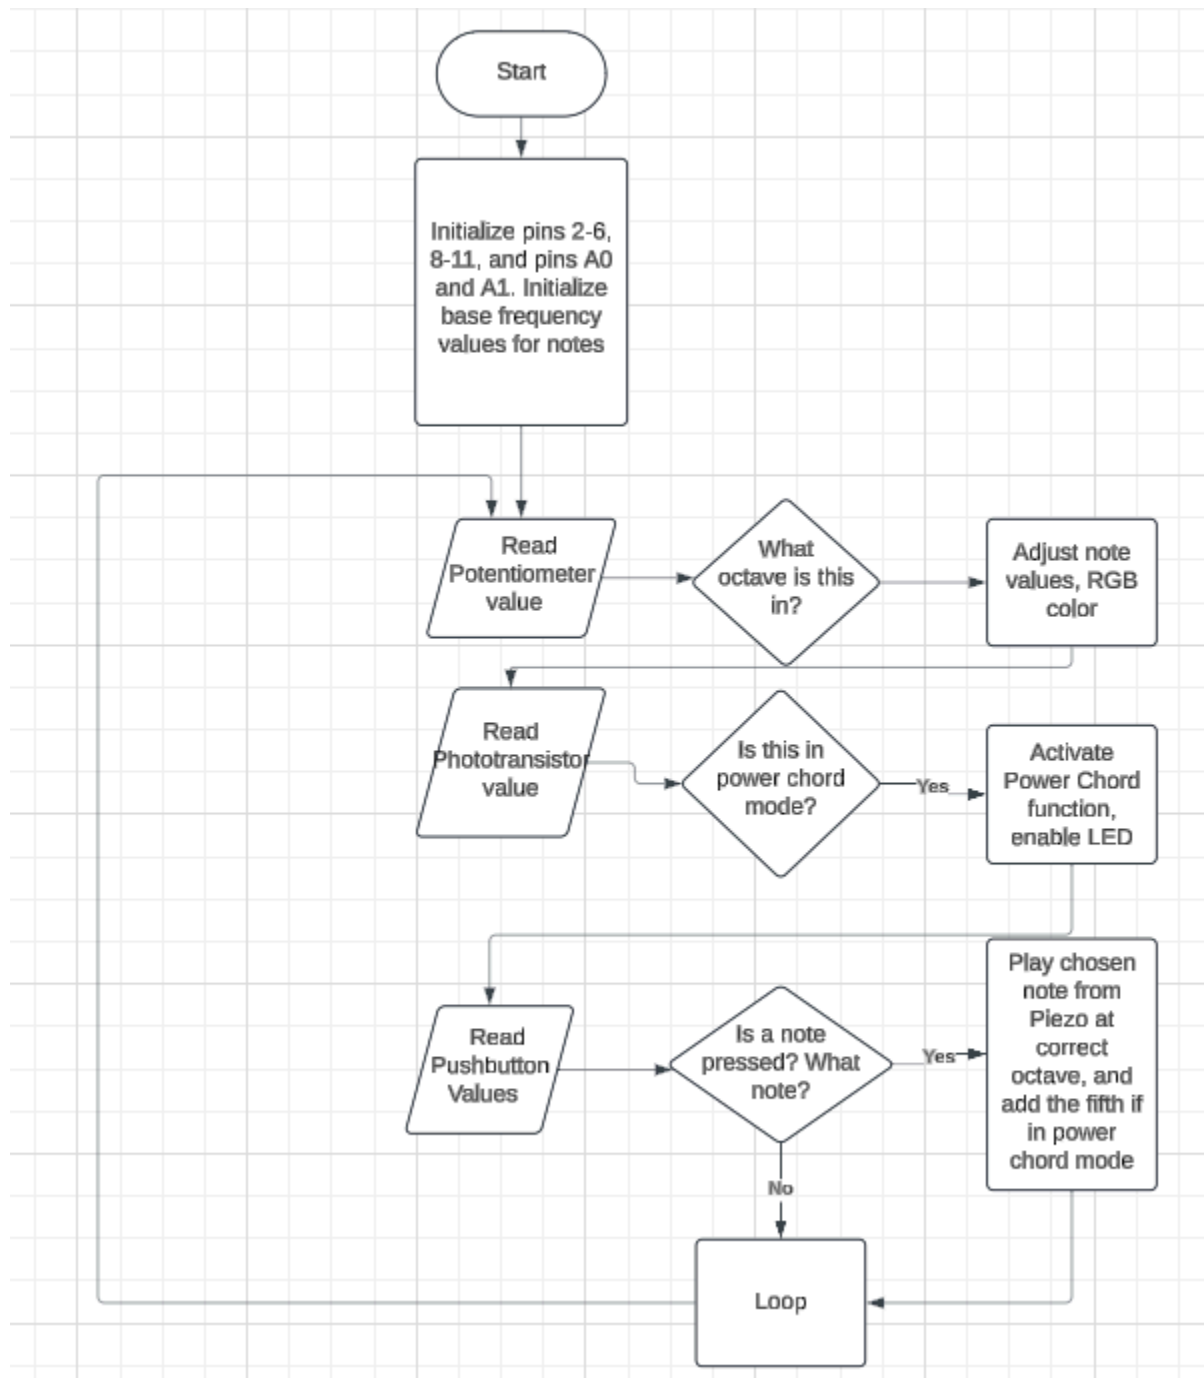 Start
Initialize pins 2-6,
8-11, and pins A0
and A1. Initialize
base frequency
values for notes
Read
Potentiometer
value
What
octave is this
in?
Adjust note
values, RGB
color
Read
Phototransistor
value
Is this in
power chord
mode?
Yes
Activate
Power Chord
function,
enable LED
Read
Pushbutton
Values
Is a note
pressed? What
note?
Yes
Play chosen
note from
Piezo at
correct
octave, and
add the fifth if
in power
chord mode
No
Loop